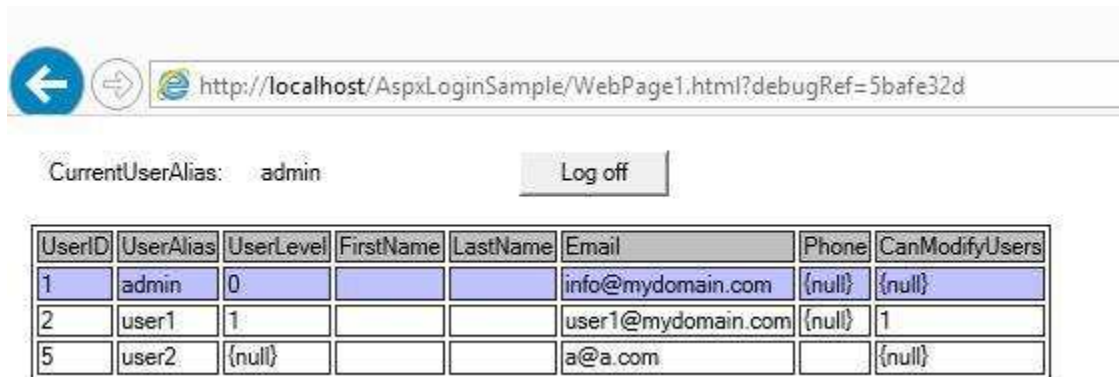 http://localhost/AspxLoginSample/WebPage1.html?debugRef=5bafe32d
CurrentUserAlias: admin Log off
UserID UserAlias UserLevel FirstName LastName Email Phone CanModifyUsers
1 admin 0 info@mydomain.com {null} {null}
2 user1 1 user1@mydomain.com {null} 1
5 user2 {null} a@a.com {null}